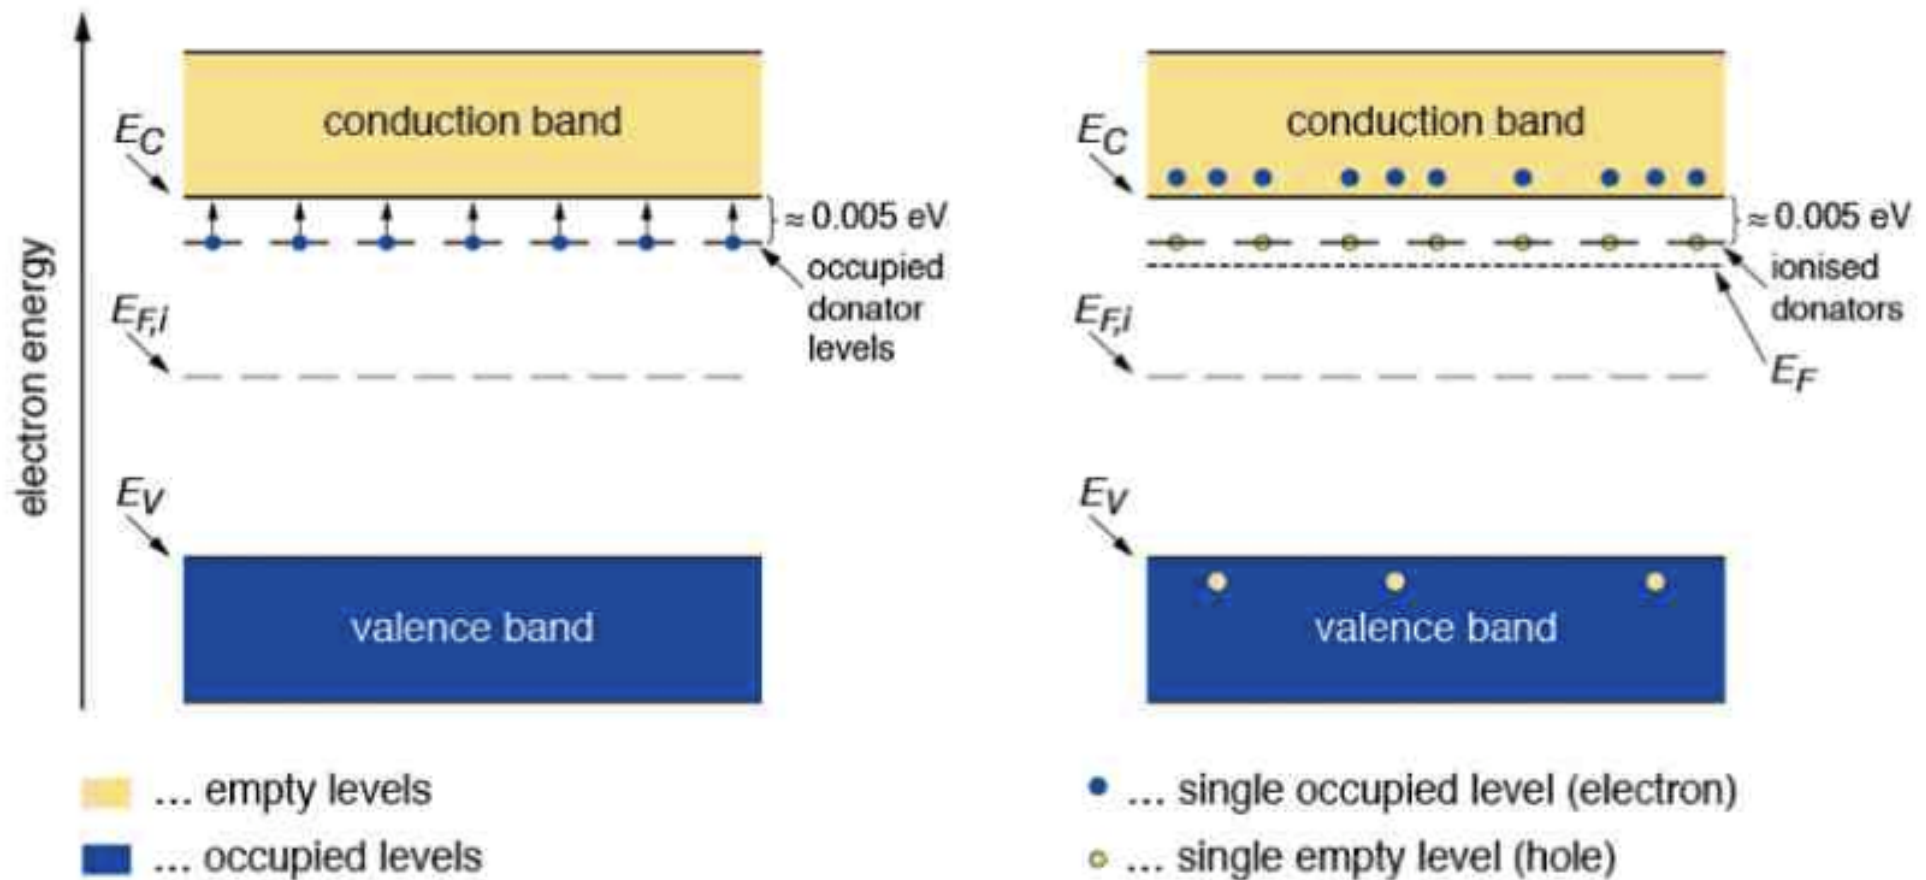 electron energy
conduction band
E_C
≈ 0.005 eV
occupied
donator
levels
E_F,i
E_V
valence band
... empty levels
... occupied levels
conduction band
E_C
≈ 0.005 eV
ionised
donators
E_F,i
E_F
E_V
valence band
... single occupied level (electron)
... single empty level (hole)